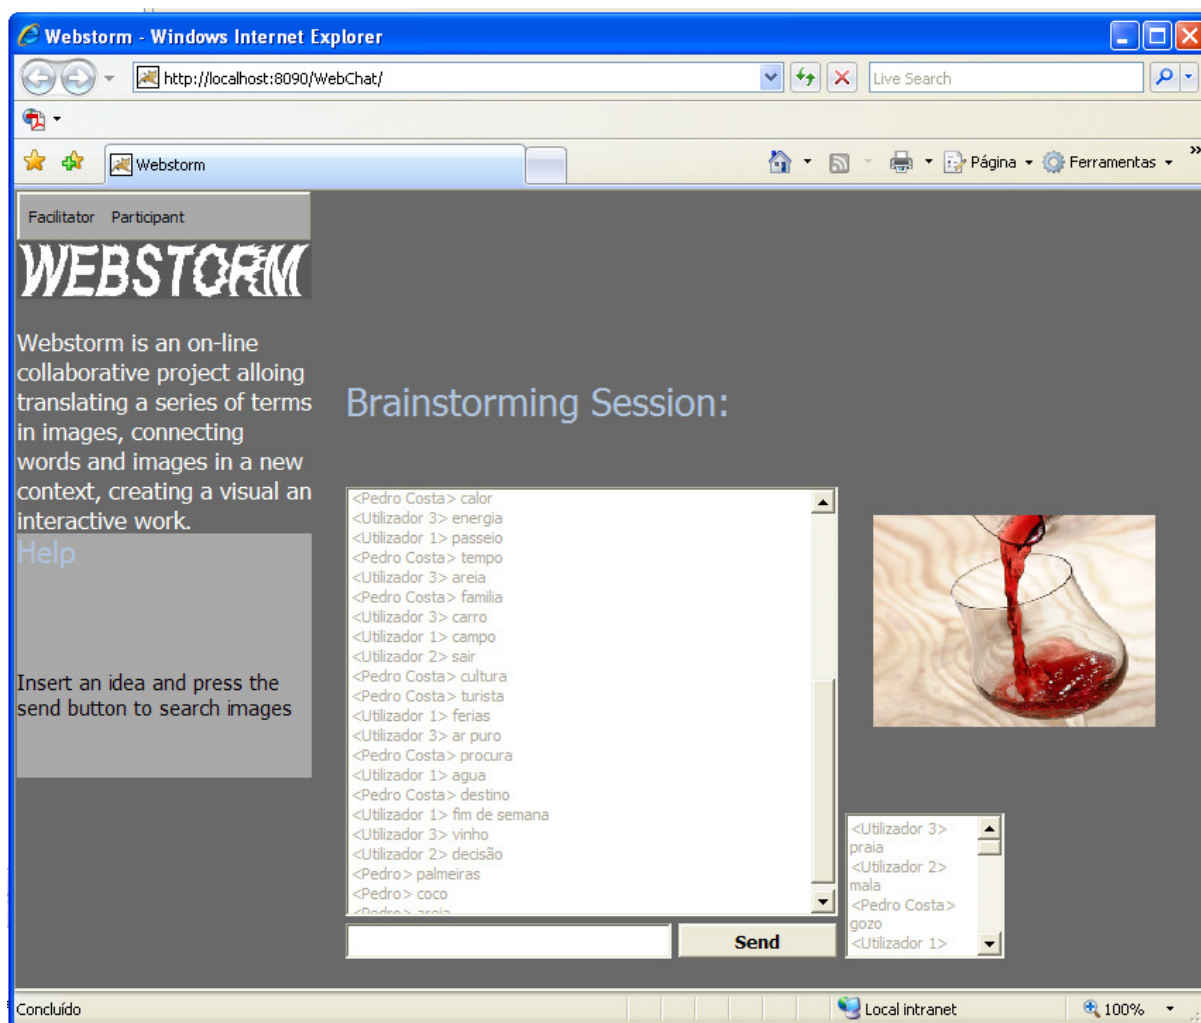 Webstorm - Windows Internet Explorer
http://localhost:8090/WebChat/
Live Search
Webstorm
Página
Ferramentas
Facilitator Participant
WEBSTORM
Webstorm is an on-line
collaborative project alloing
translating a series of terms
in images, connecting
words and images in a new
context, creating a visual an
interactive work.
Help
Insert an idea and press the
send button to search images
Brainstorming Session:
<Pedro Costa> calor
<Utilizador 3> energia
<Utilizador 1> passeio
<Pedro Costa> tempo
<Utilizador 3> areia
<Pedro Costa> familia
<Utilizador 3> carro
<Utilizador 1> campo
<Utilizador 2> sair
<Pedro Costa> cultura
<Pedro Costa> turista
<Utilizador 1> ferias
<Utilizador 3> ar puro
<Pedro Costa> procura
<Utilizador 1> agua
<Pedro Costa> destino
<Utilizador 1> fim de semana
<Utilizador 3> vinho
<Utilizador 2> decisão
<Pedro> palmeiras
<Pedro> coco
<Pedro> areia
Send
<Utilizador 3>
praia
<Utilizador 2>
mala
<Pedro Costa>
gozo
<Utilizador 1>
Concluído
Local intranet
100%